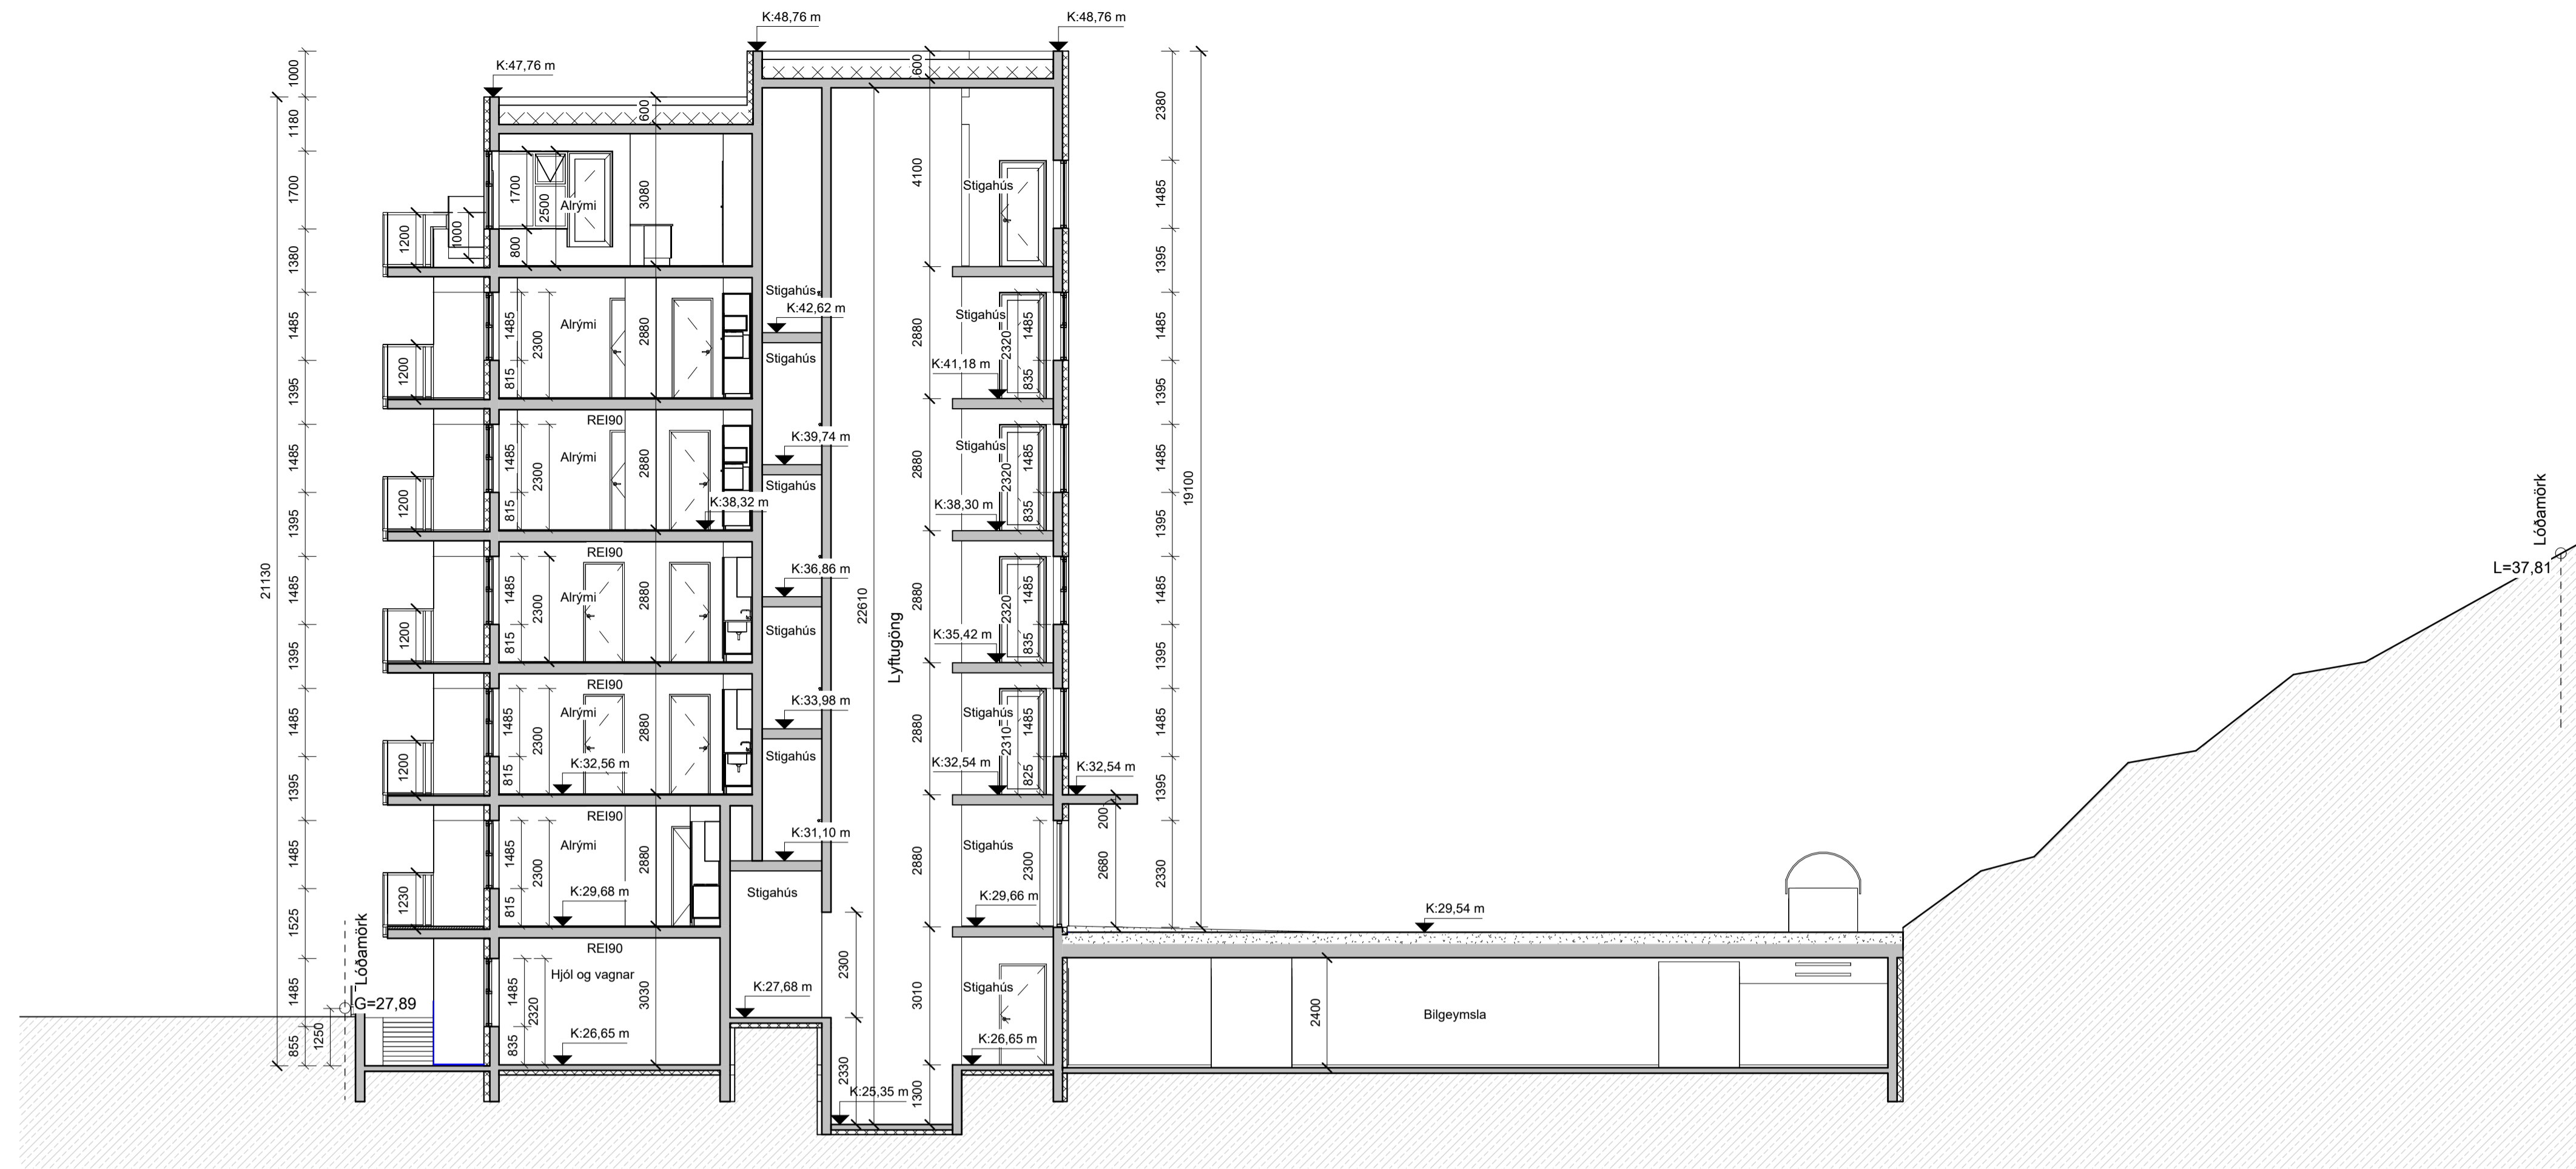 K:48,76 m
K:48,76 m
K:47,76 m
1000
1180
1700
1380
1485
1395
1485
1395
1485
1395
1485
1395
1485
1525
1485
855
21130
1250
G=27,89
Lóðamörk
1200
1000
1200
1200
1200
1200
1230
600
1700
2500
800
Alrými
3080
1485
815
2300
Alrými
2880
REI90
1485
815
2300
Alrými
2880
K:38,32 m
REI90
1485
815
2300
Alrými
2880
REI90
1485
815
2300
Alrými
2880
K:32,56 m
REI90
1485
815
2300
Alrými
2880
K:29,68 m
REI90
Hjól og vagnar
1485
835
2320
3030
K:26,65 m
Stigahús
K:42,62 m
Stigahús
K:39,74 m
Stigahús
K:36,86 m
Stigahús
K:33,98 m
Stigahús
K:31,10 m
Stigahús
K:27,68 m
2300
2330
K:25,35 m
22610
Lyftugöng
600
4100
2880
2880
2880
2880
2880
3010
1300
Stigahús
Stigahús
2320
1485
835
K:41,18 m
Stigahús
2320
1485
835
K:38,30 m
2320
1485
835
K:35,42 m
Stigahús
2310
1485
825
K:32,54 m
K:32,54 m
Stigahús
2300
200
2680
K:29,66 m
Stigahús
K:26,65 m
2380
1485
1395
1485
1395
1485
1395
1485
1395
1485
1395
2330
19100
K:29,54 m
2400
Bilgeymsla
Lóðamörk
L=37,81